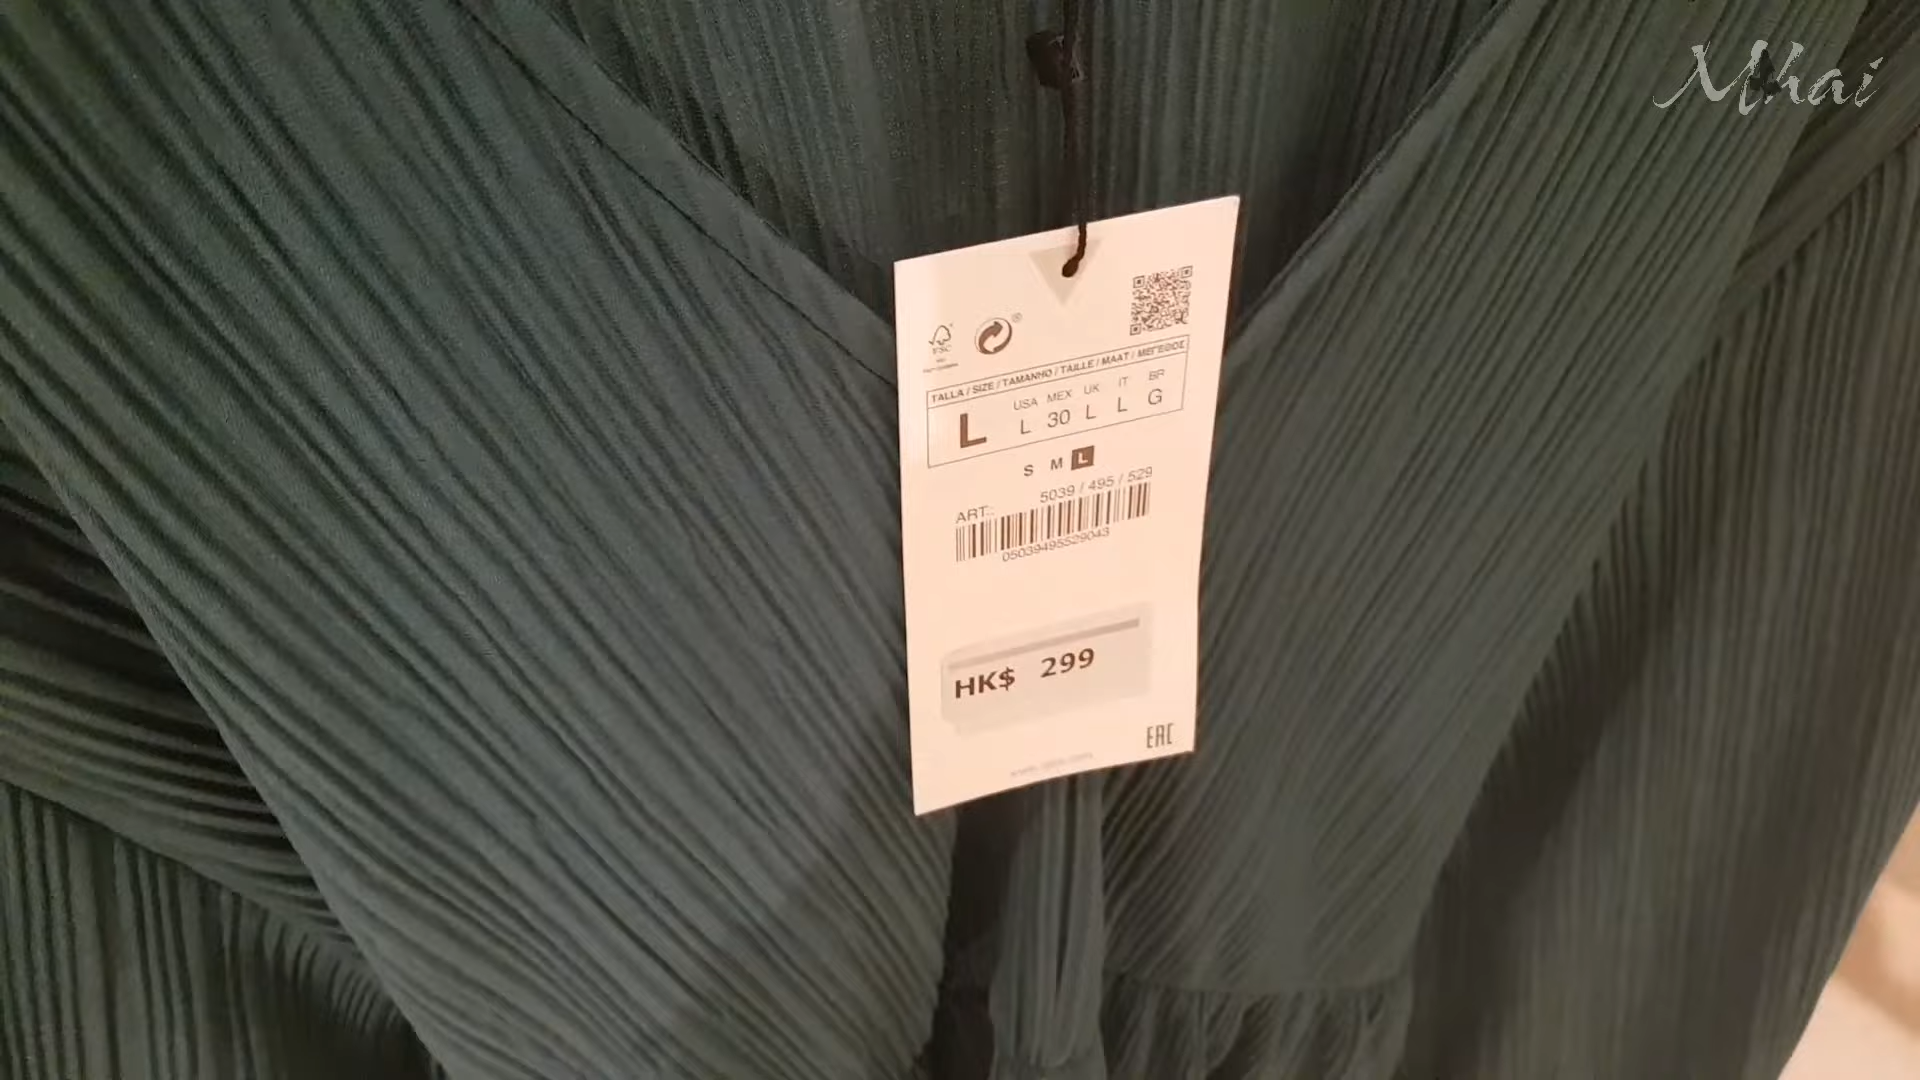 Mhai
FSC
®
TALLA / SIZE / TAMANHO / TAILLE / MAAT / ΜΕΓΕΘΟΣ
L
USA MEX UK IT BR
L 30 L L G
S M L
5039 / 495 / 529
ART.:
05039495529043
HK$ 299
EAC